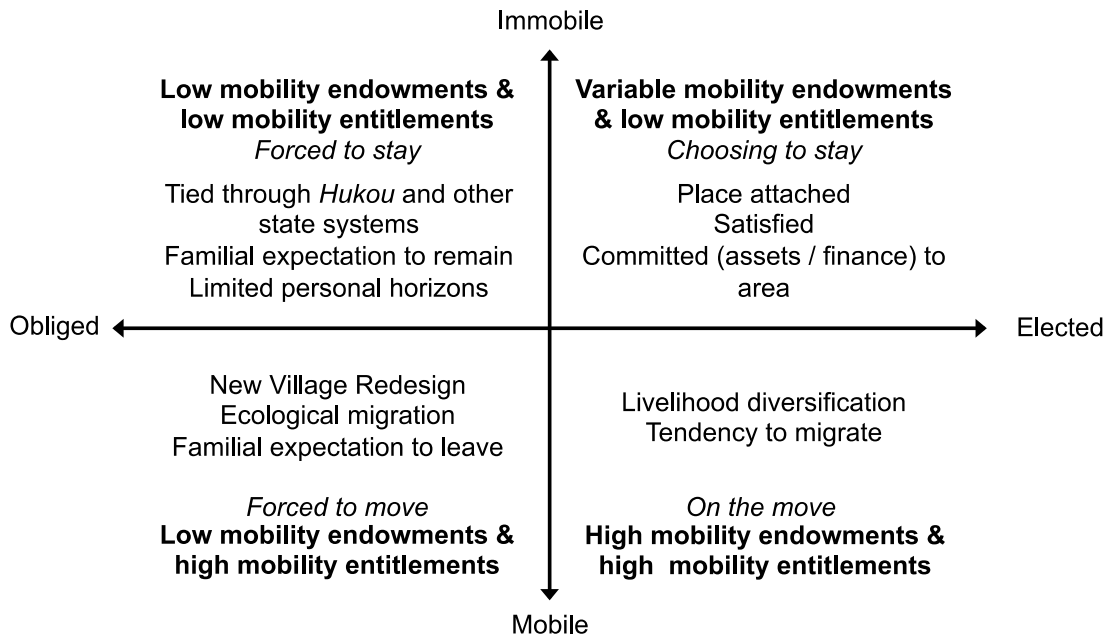 Immobile
Low mobility endowments &
low mobility entitlements
Forced to stay
Tied through Hukou and other
state systems
Familial expectation to remain
Limited personal horizons
Variable mobility endowments
& low mobility entitlements
Choosing to stay
Place attached
Satisfied
Committed (assets / finance) to
area
Obliged
Elected
New Village Redesign
Ecological migration
Familial expectation to leave
Forced to move
Low mobility endowments &
high mobility entitlements
Livelihood diversification
Tendency to migrate
On the move
High mobility endowments &
high mobility entitlements
Mobile